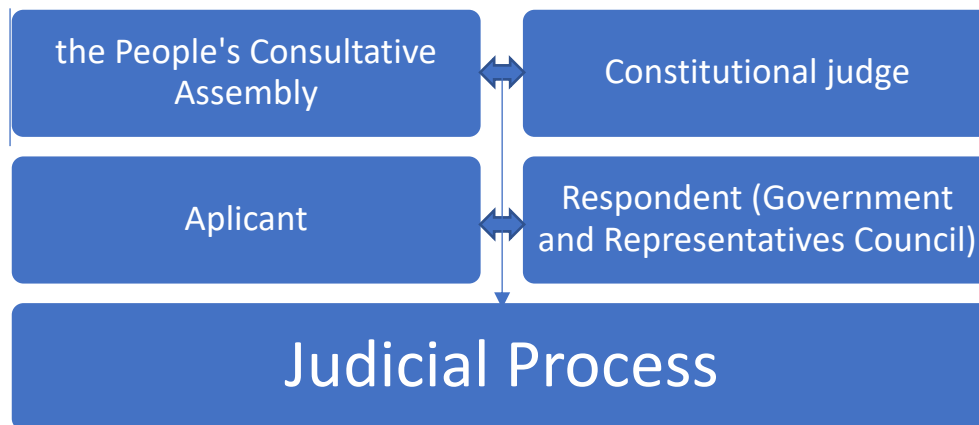 the People's Consultative
Assembly
Constitutional judge
Aplicant
Respondent (Government
and Representatives Council)
Judicial Process